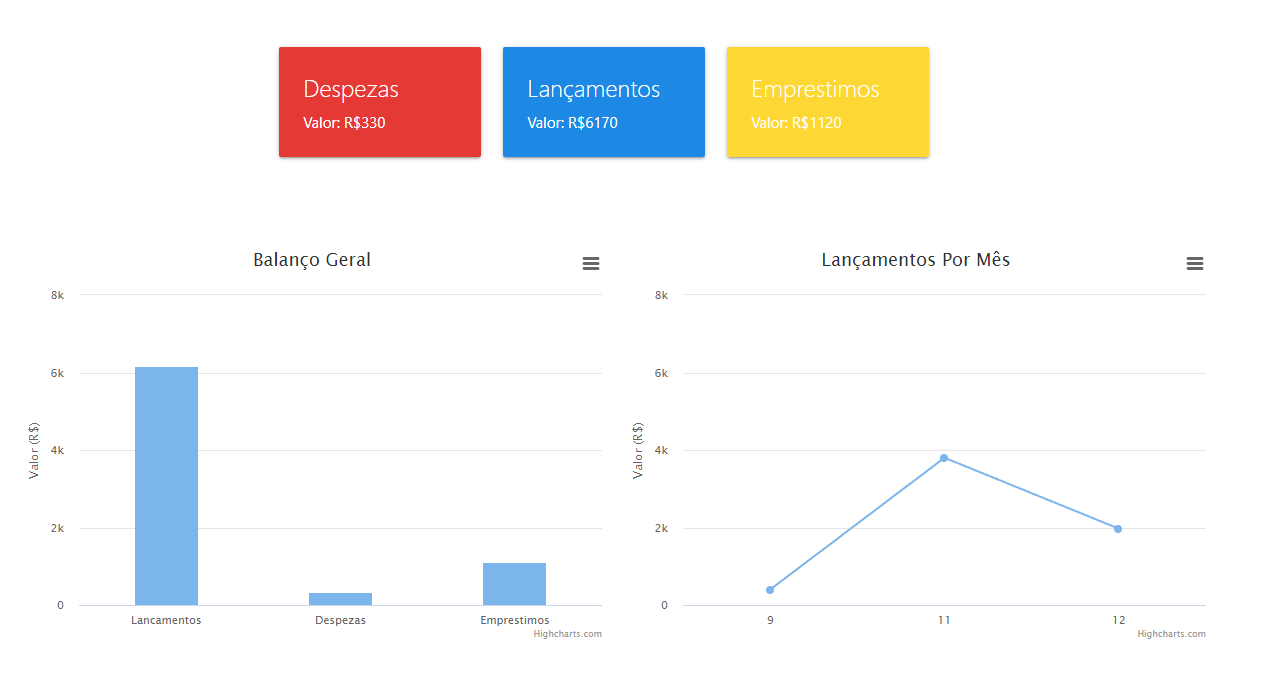 Despezas
Valor: R$330
Lançamentos
Valor: R$6170
Emprestimos
Valor: R$1120
Balanço Geral
8k
6k
4k
2k
0
Valor (R$)
Lancamentos Despezas Emprestimos
Highcharts.com
Lançamentos Por Mês
8k
6k
4k
2k
0
Valor (R$)
9 11 12
Highcharts.com